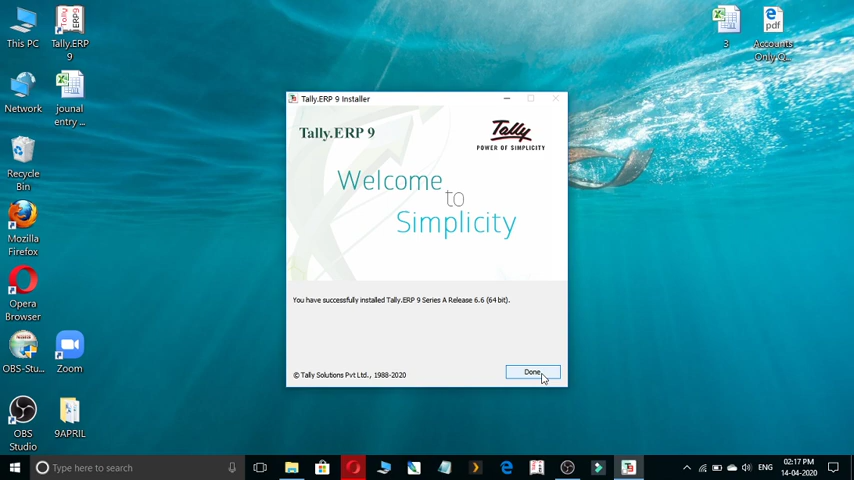 This PC
Tally.ERP
9
Network
jounal
entry ...
Recycle
Bin
Mozilla
Firefox
Opera
Browser
OBS-Stu...
Zoom
OBS
Studio
9APRIL
3
Accounts
Only Q...
Tally.ERP 9 Installer
Tally.ERP 9
Tally
POWER OF SIMPLICITY
Welcome
to
Simplicity
You have successfully installed Tally.ERP 9 Series A Release 6.6 (64 bit).
© Tally Solutions Pvt Ltd., 1988-2020
Done
Type here to search
ENG
02:17 PM
14-04-2020